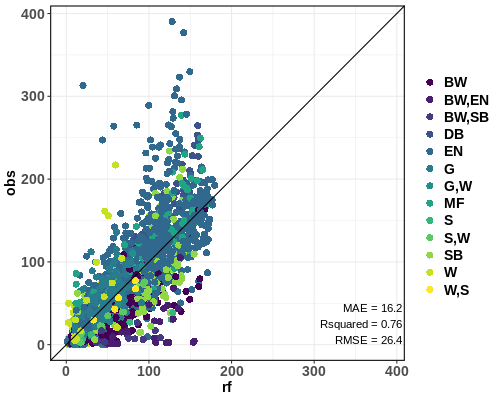 400
300
200
100
0
obs
0
100
200
300
400
rf
MAE = 16.2
Rsquared = 0.76
RMSE = 26.4
BW
BW,EN
BW,SB
DB
EN
G
G,W
MF
S
S,W
SB
W
W,S